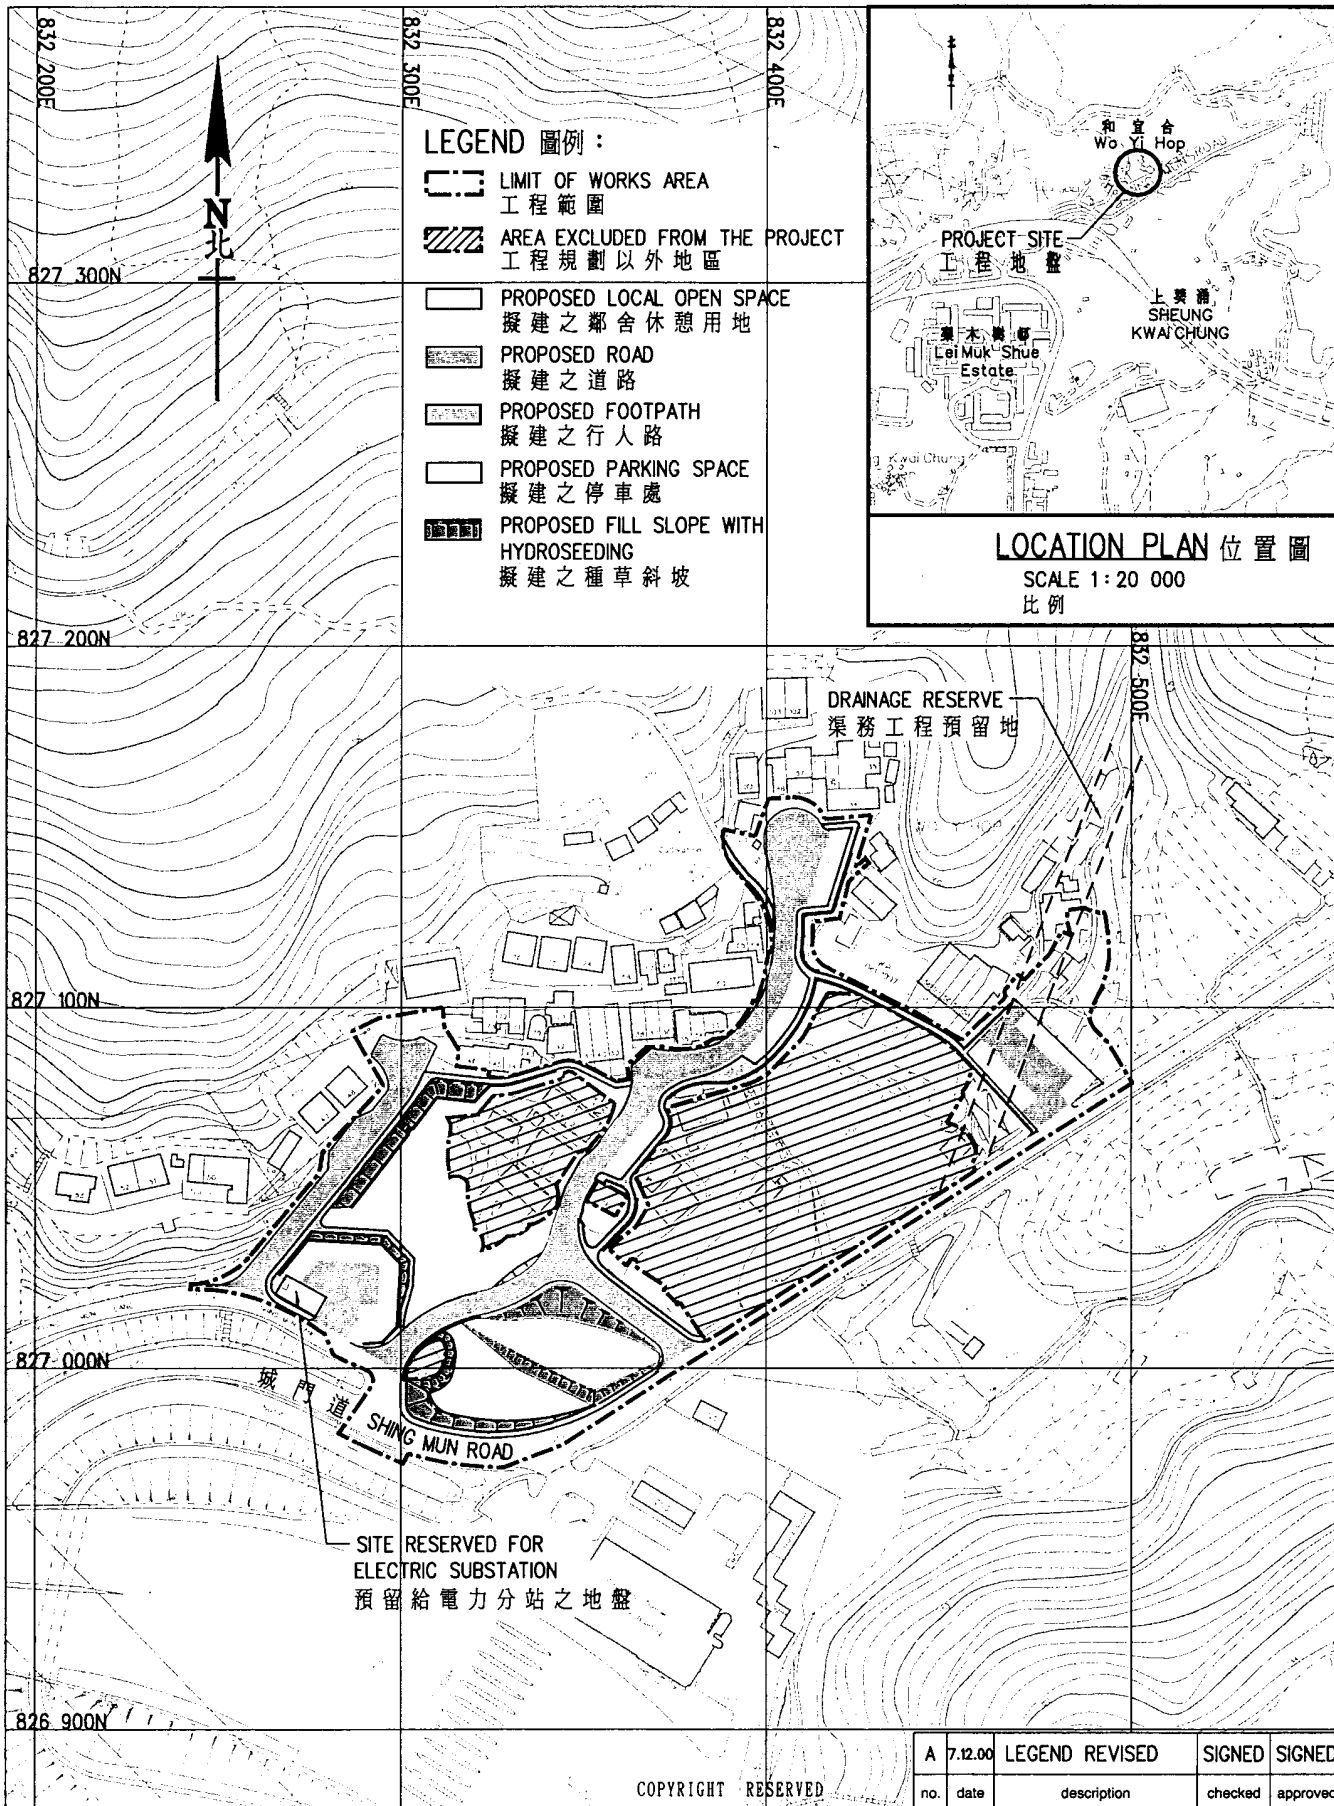 832 200E
832 300E
832 400E
N
北
827 300N
LEGEND 圖例：
LIMIT OF WORKS AREA
工程範圍
AREA EXCLUDED FROM THE PROJECT
工程規劃以外地區
PROPOSED LOCAL OPEN SPACE
擬建之鄰舍休憩用地
PROPOSED ROAD
擬建之道路
PROPOSED FOOTPATH
擬建之行人路
PROPOSED PARKING SPACE
擬建之停車處
PROPOSED FILL SLOPE WITH
HYDROSEEDING
擬建之種草斜坡
北
和宜合
Wo Yi Hop
PROJECT SITE
工程地盤
上葵涌
SHEUNG
KWAI CHUNG
梨木樹邨
Lei Muk Shue
Estate
Kwai Chung
LOCATION PLAN 位置圖
SCALE 1:20 000
比例
827 200N
832 500E
DRAINAGE RESERVE
渠務工程預留地
827 100N
827 000N
城門道
SHING MUN ROAD
SITE RESERVED FOR
ELECTRIC SUBSTATION
預留給電力分站之地盤
826 900N
COPYRIGHT RESERVED
A 7.12.00 LEGEND REVISED SIGNED SIGNED
no. date description checked approved